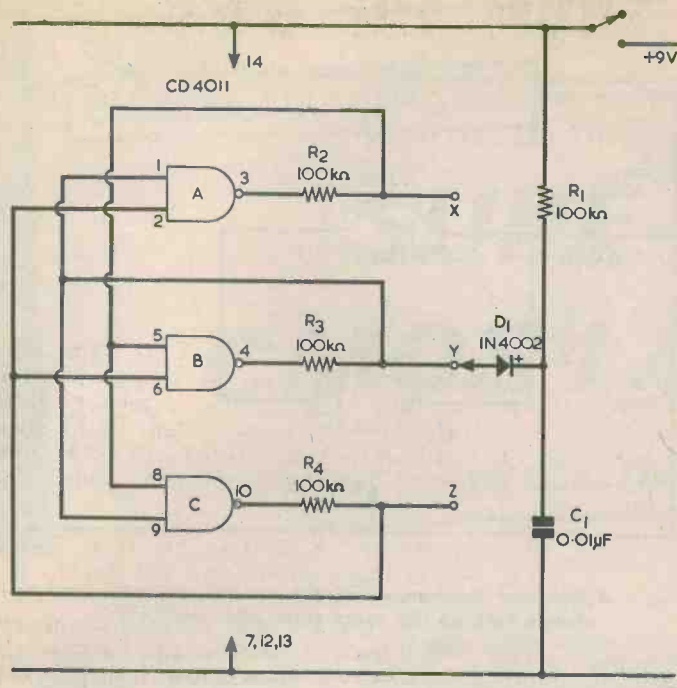 14
+9V
CD4011
1
A
3
2
R2
100kΩ
X
R1
100kΩ
5
B
4
6
R3
100kΩ
Y
D1
1N4002
+
8
C
10
9
R4
100kΩ
Z
C1
0·01µF
7,12,13